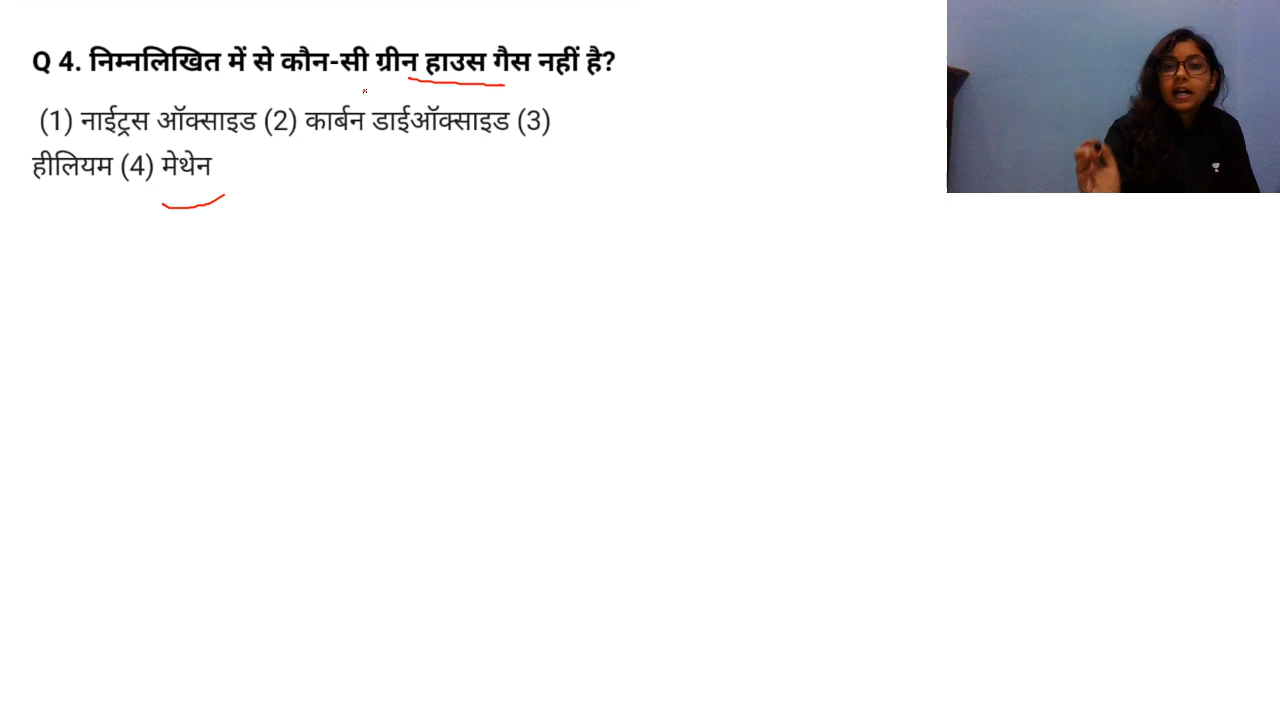 Q 4. निम्नलिखित में से कौन-सी ग्रीन हाउस गैस नहीं है?
(1) नाईट्रस ऑक्साइड (2) कार्बन डाईऑक्साइड (3)
हीलियम (4) मेथेन